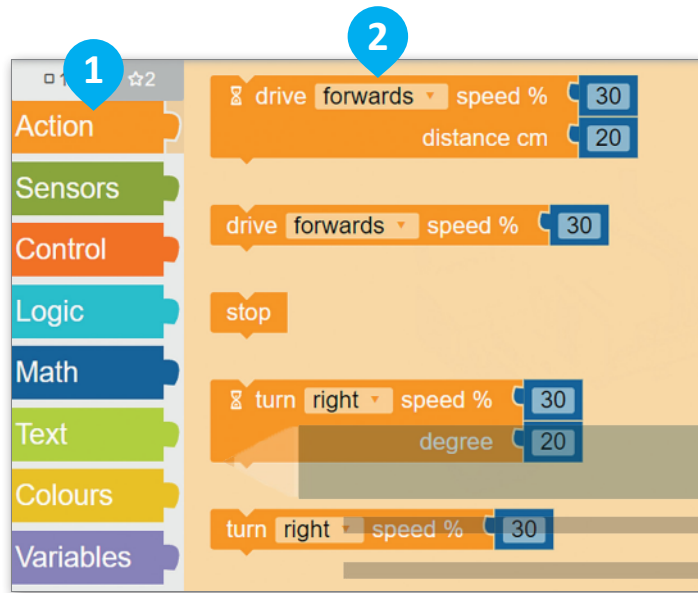 1 2
☆2
Action
Sensors
Control
Logic
Math
Text
Colours
Variables
drive forwards speed % 30
distance cm 20
drive forwards speed % 30
stop
turn right speed % 30
degree 20
turn right speed % 30